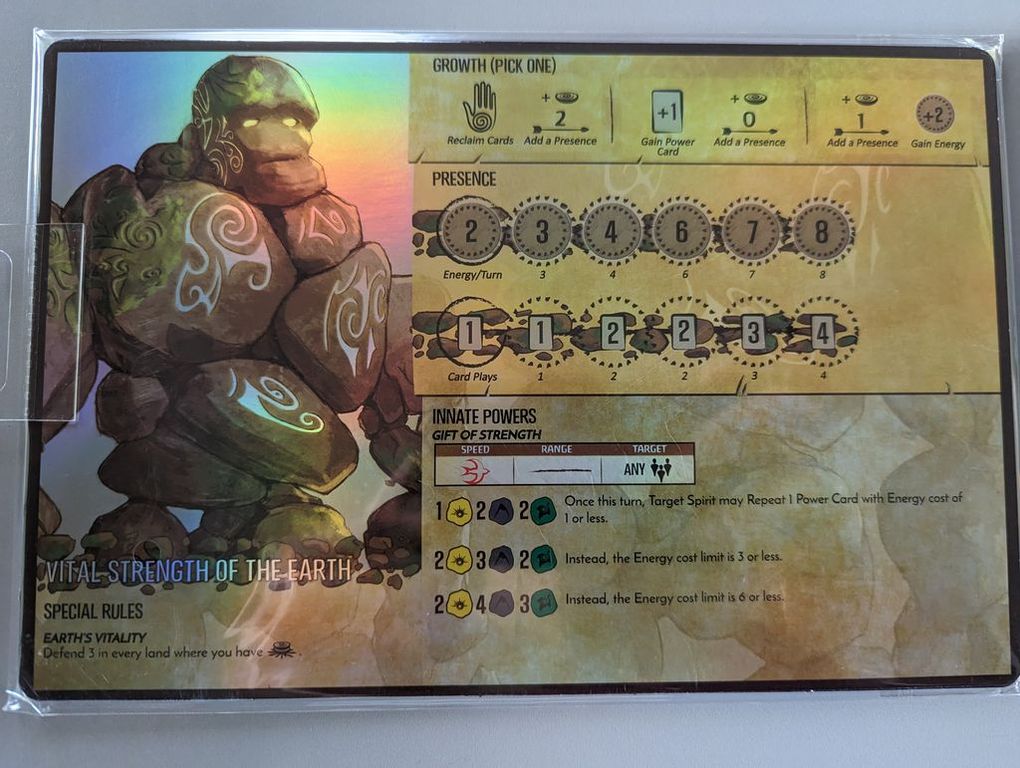 GROWTH (PICK ONE)
+
2
Reclaim Cards Add a Presence
+1
+
0
Gain Power
Card
Add a Presence
+
1
+2
Add a Presence Gain Energy
PRESENCE
2 3 4 6 7 8
Energy/Turn 3 4 6 7 8
1 1 2 2 3 4
Card Plays 1 2 2 3 4
INNATE POWERS
GIFT OF STRENGTH
SPEED RANGE TARGET
ANY
1 2 2 Once this turn, Target Spirit may Repeat 1 Power Card with Energy cost of
1 or less.
2 3 2 Instead, the Energy cost limit is 3 or less.
2 4 3 Instead, the Energy cost limit is 6 or less.
VITAL STRENGTH OF THE EARTH
SPECIAL RULES
EARTH'S VITALITY
Defend 3 in every land where you have .